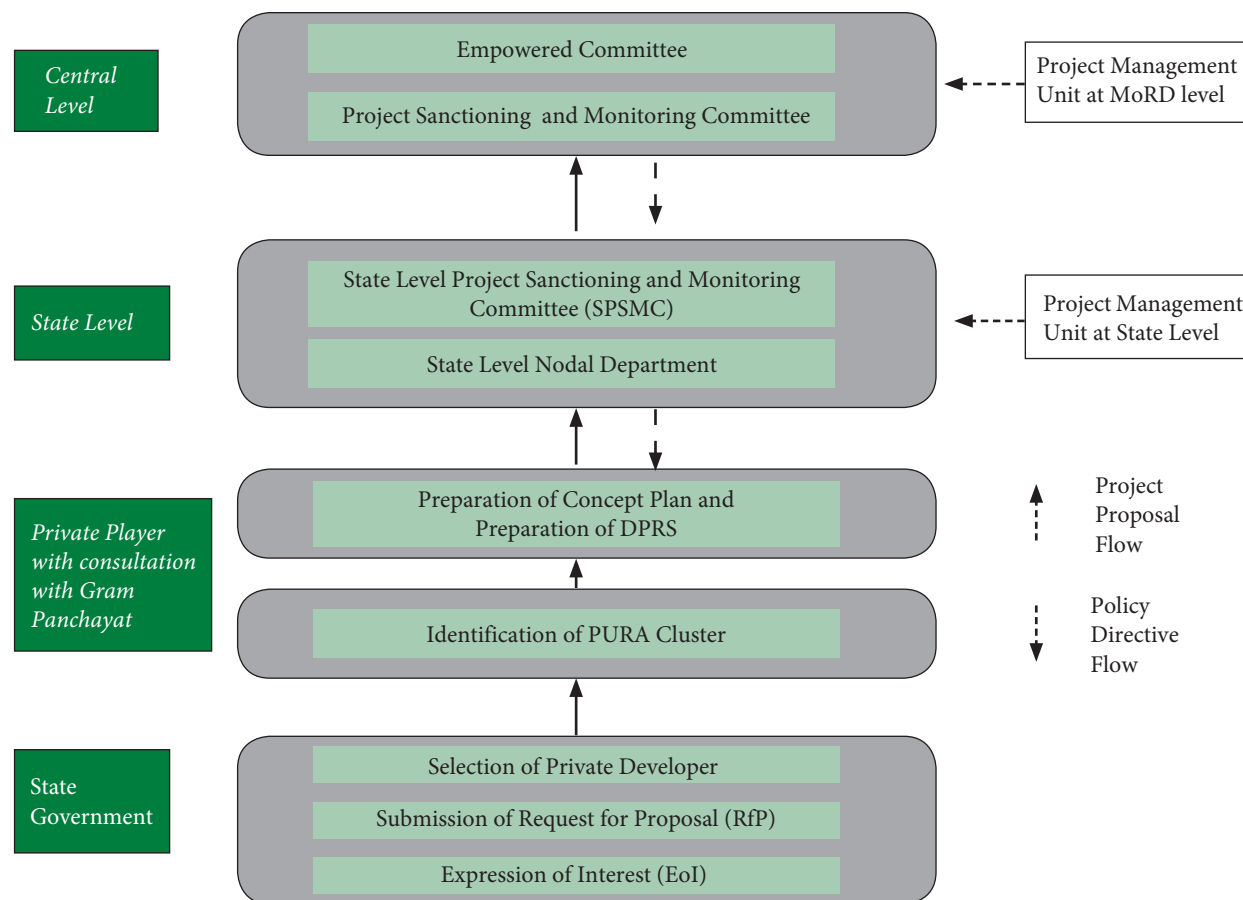 Central
Level
Empowered Committee
Project Sanctioning and Monitoring Committee
Project Management
Unit at MoRD level
State Level
State Level Project Sanctioning and Monitoring
Committee (SPSMC)
State Level Nodal Department
Project Management
Unit at State Level
Private Player
with consultation
with Gram
Panchayat
Preparation of Concept Plan and
Preparation of DPRS
Identification of PURA Cluster
Project
Proposal
Flow
Policy
Directive
Flow
State
Government
Selection of Private Developer
Submission of Request for Proposal (RfP)
Expression of Interest (EoI)